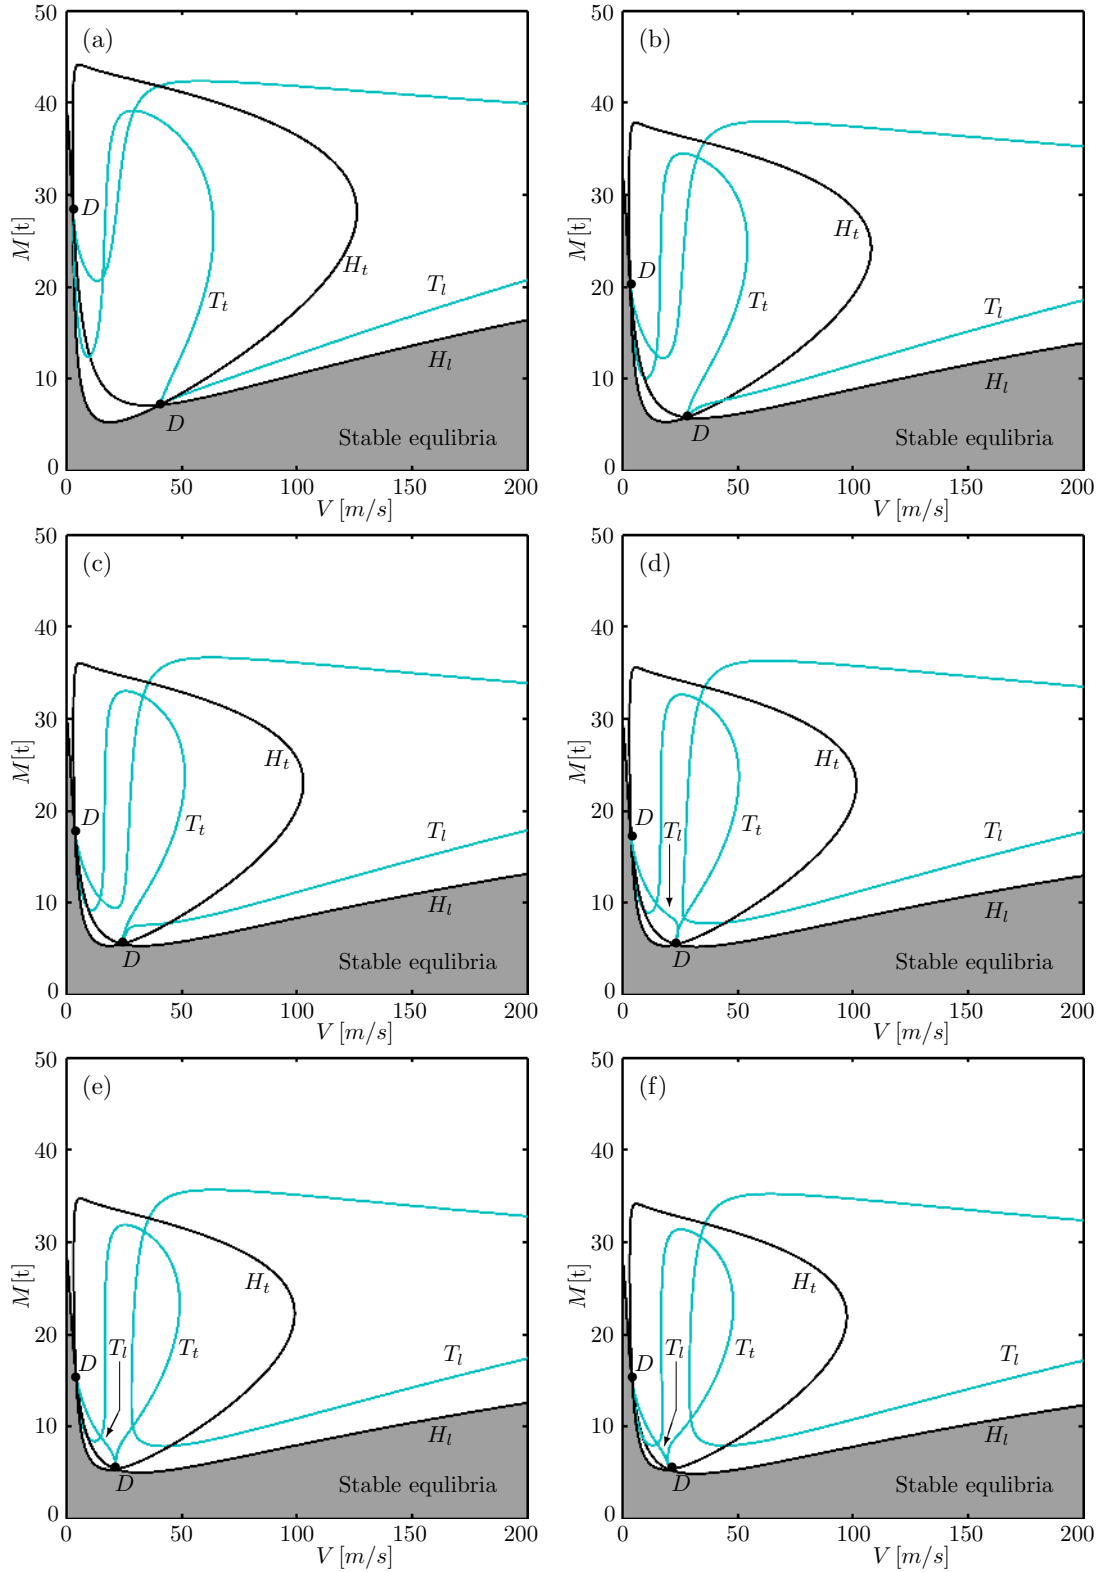 (a)
M[t]
50
40
30
20
10
0
D
D
H_t
T_t
T_l
H_l
Stable equlibria
0 50 100 150 200
V [m/s]
(b)
M[t]
50
40
30
20
10
0
D
D
H_t
T_t
T_l
H_l
Stable equlibria
0 50 100 150 200
V [m/s]
(c)
M[t]
50
40
30
20
10
0
D
D
H_t
T_t
T_l
H_l
Stable equlibria
0 50 100 150 200
V [m/s]
(d)
M[t]
50
40
30
20
10
0
D
T_l
D
H_t
T_t
T_l
H_l
Stable equlibria
0 50 100 150 200
V [m/s]
(e)
M[t]
50
40
30
20
10
0
D
T_l
D
H_t
T_t
T_l
H_l
Stable equlibria
0 50 100 150 200
V [m/s]
(f)
M[t]
50
40
30
20
10
0
D
T_l
D
H_t
T_t
T_l
H_l
Stable equlibria
0 50 100 150 200
V [m/s]